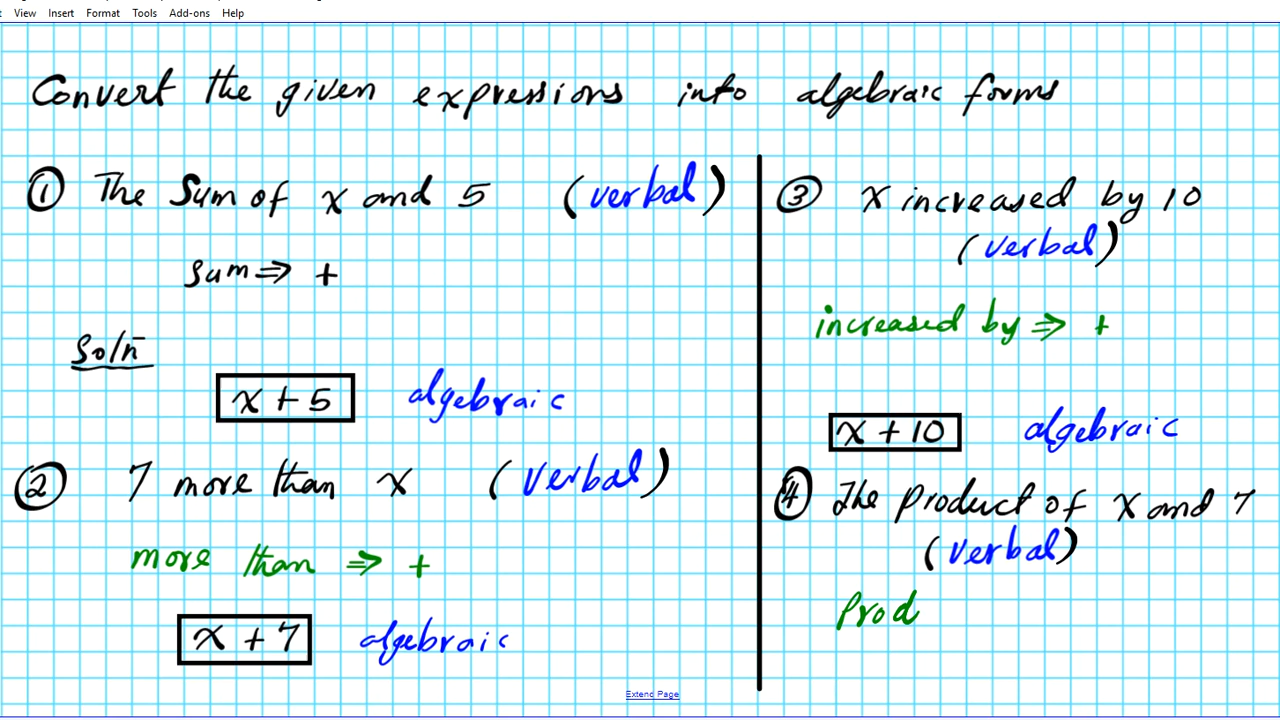 View Insert Format Tools Add-ons Help
Convert the given expressions into algebraic forms
① The Sum of x and 5 (verbal)
sum ⇒ +
Soln̄
x + 5 algebraic
② 7 more than x (verbal)
more than ⇒ +
x + 7 algebraic
③ x increased by 10
(verbal)
increased by ⇒ +
x + 10 algebraic
④ The product of x and 7
(verbal)
Prod
Extend Page